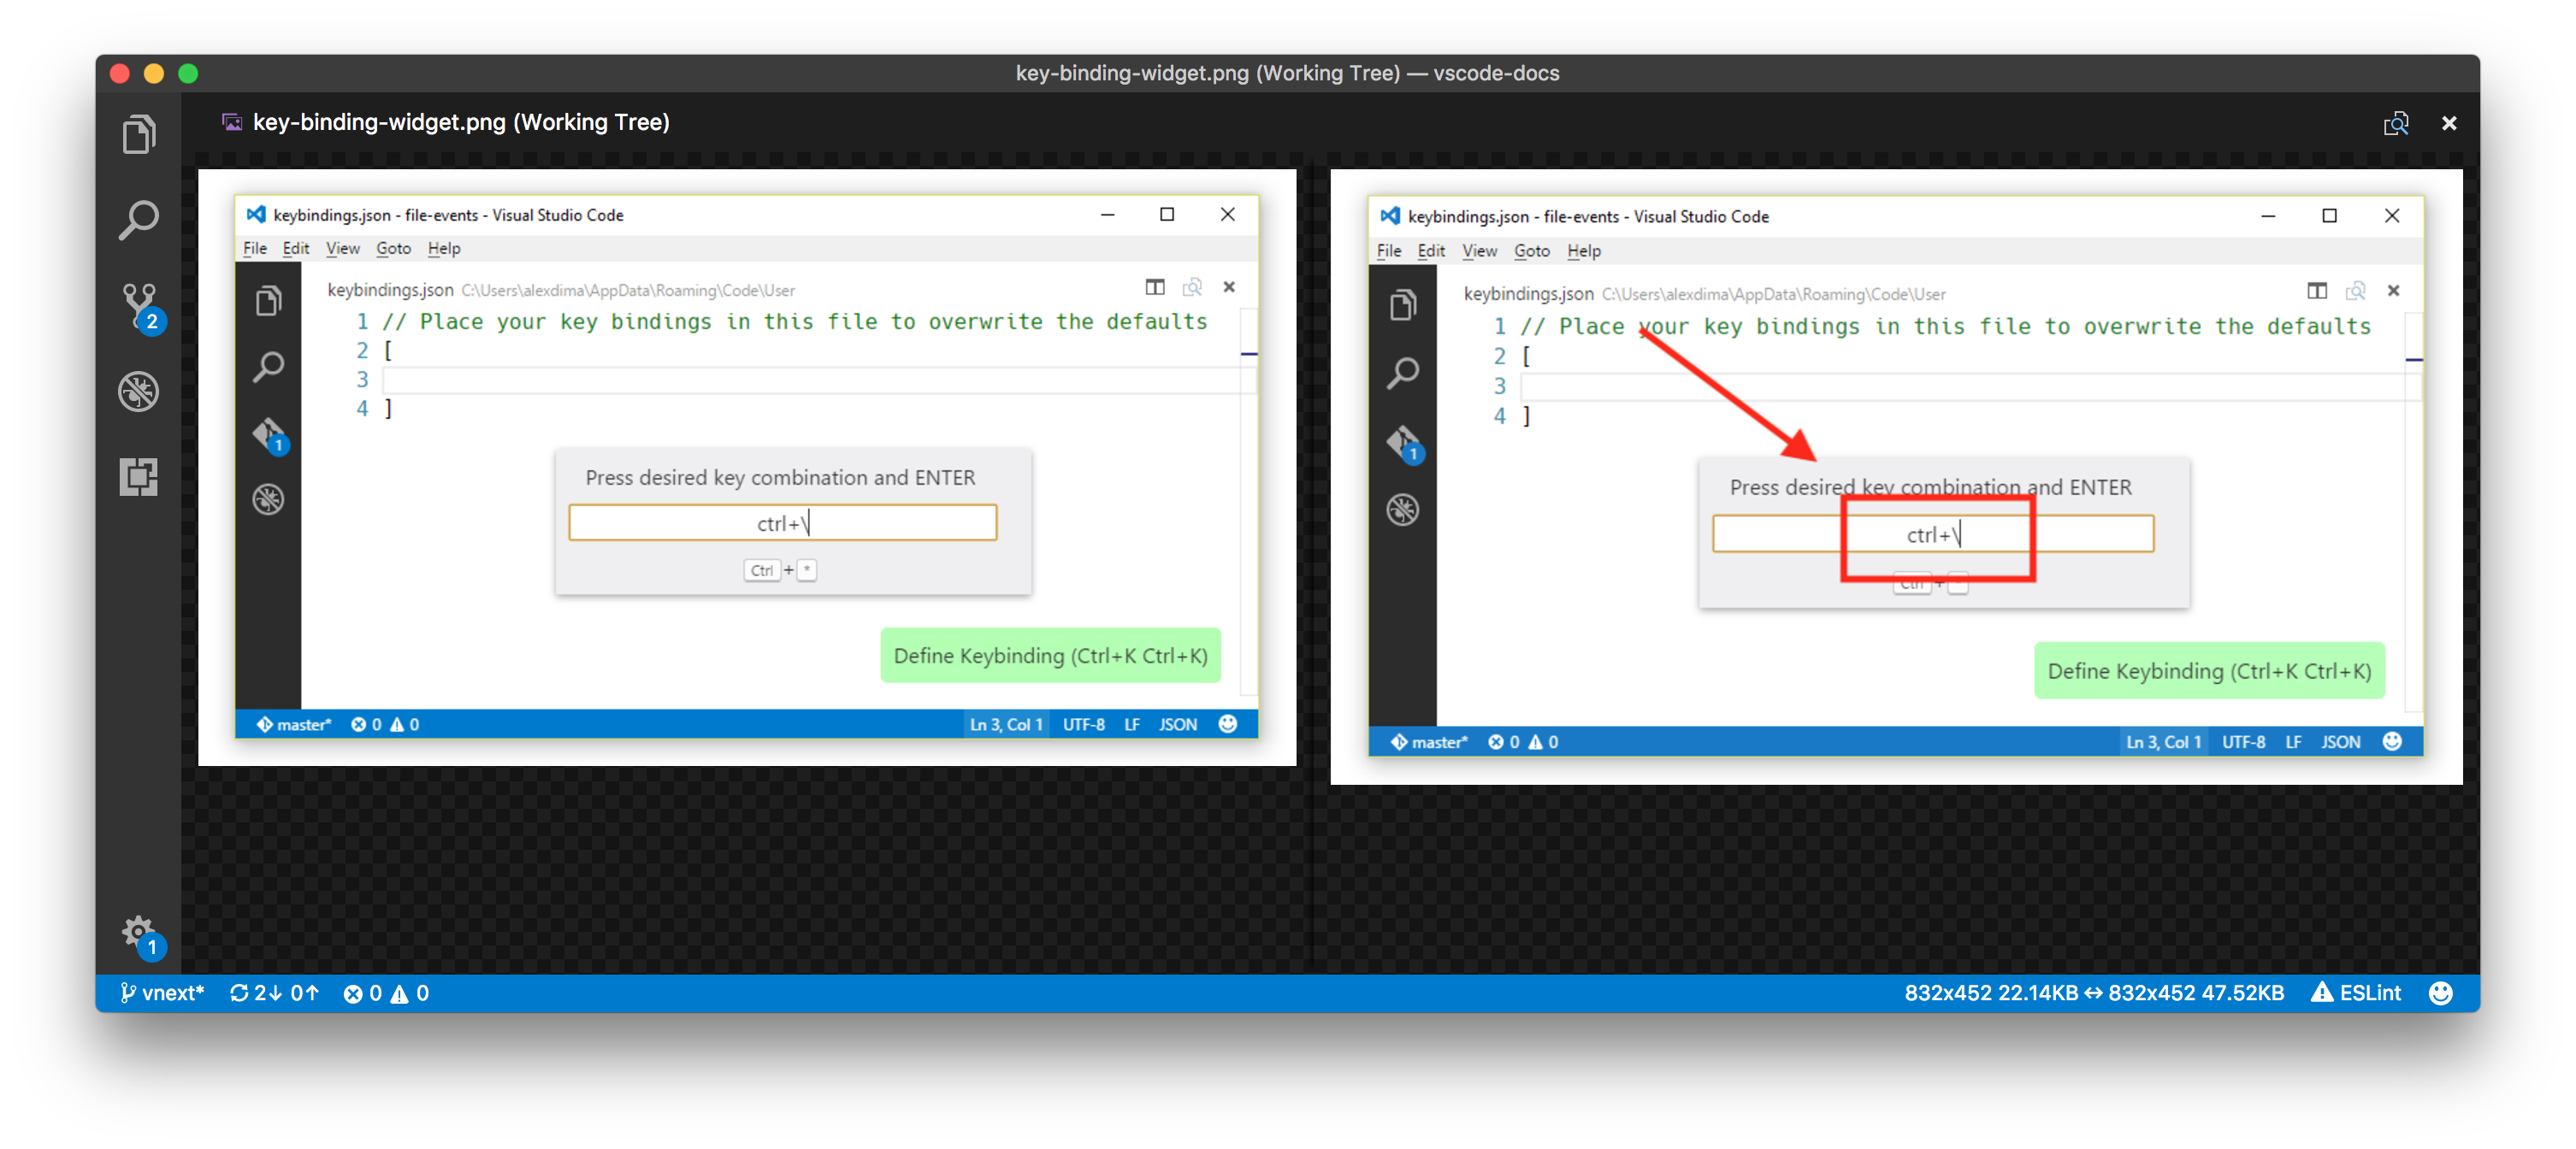 key-binding-widget.png (Working Tree) — vscode-docs
key-binding-widget.png (Working Tree)
keybindings.json - file-events - Visual Studio Code
File Edit View Goto Help
keybindings.json C:\Users\alexdima\AppData\Roaming\Code\User
1 // Place your key bindings in this file to overwrite the defaults
2 [
3
4 ]
1
Press desired key combination and ENTER
ctrl+\
Ctrl + *
Define Keybinding (Ctrl+K Ctrl+K)
master* 0 0 Ln 3, Col 1 UTF-8 LF JSON
keybindings.json - file-events - Visual Studio Code
File Edit View Goto Help
keybindings.json C:\Users\alexdima\AppData\Roaming\Code\User
1 // Place your key bindings in this file to overwrite the defaults
2 [
3
4 ]
1
Press desired key combination and ENTER
ctrl+\
Ctrl +
Define Keybinding (Ctrl+K Ctrl+K)
master* 0 0 Ln 3, Col 1 UTF-8 LF JSON
2
1
vnext* 2↓ 0↑ 0 0 832x452 22.14KB ↔ 832x452 47.52KB ESLint